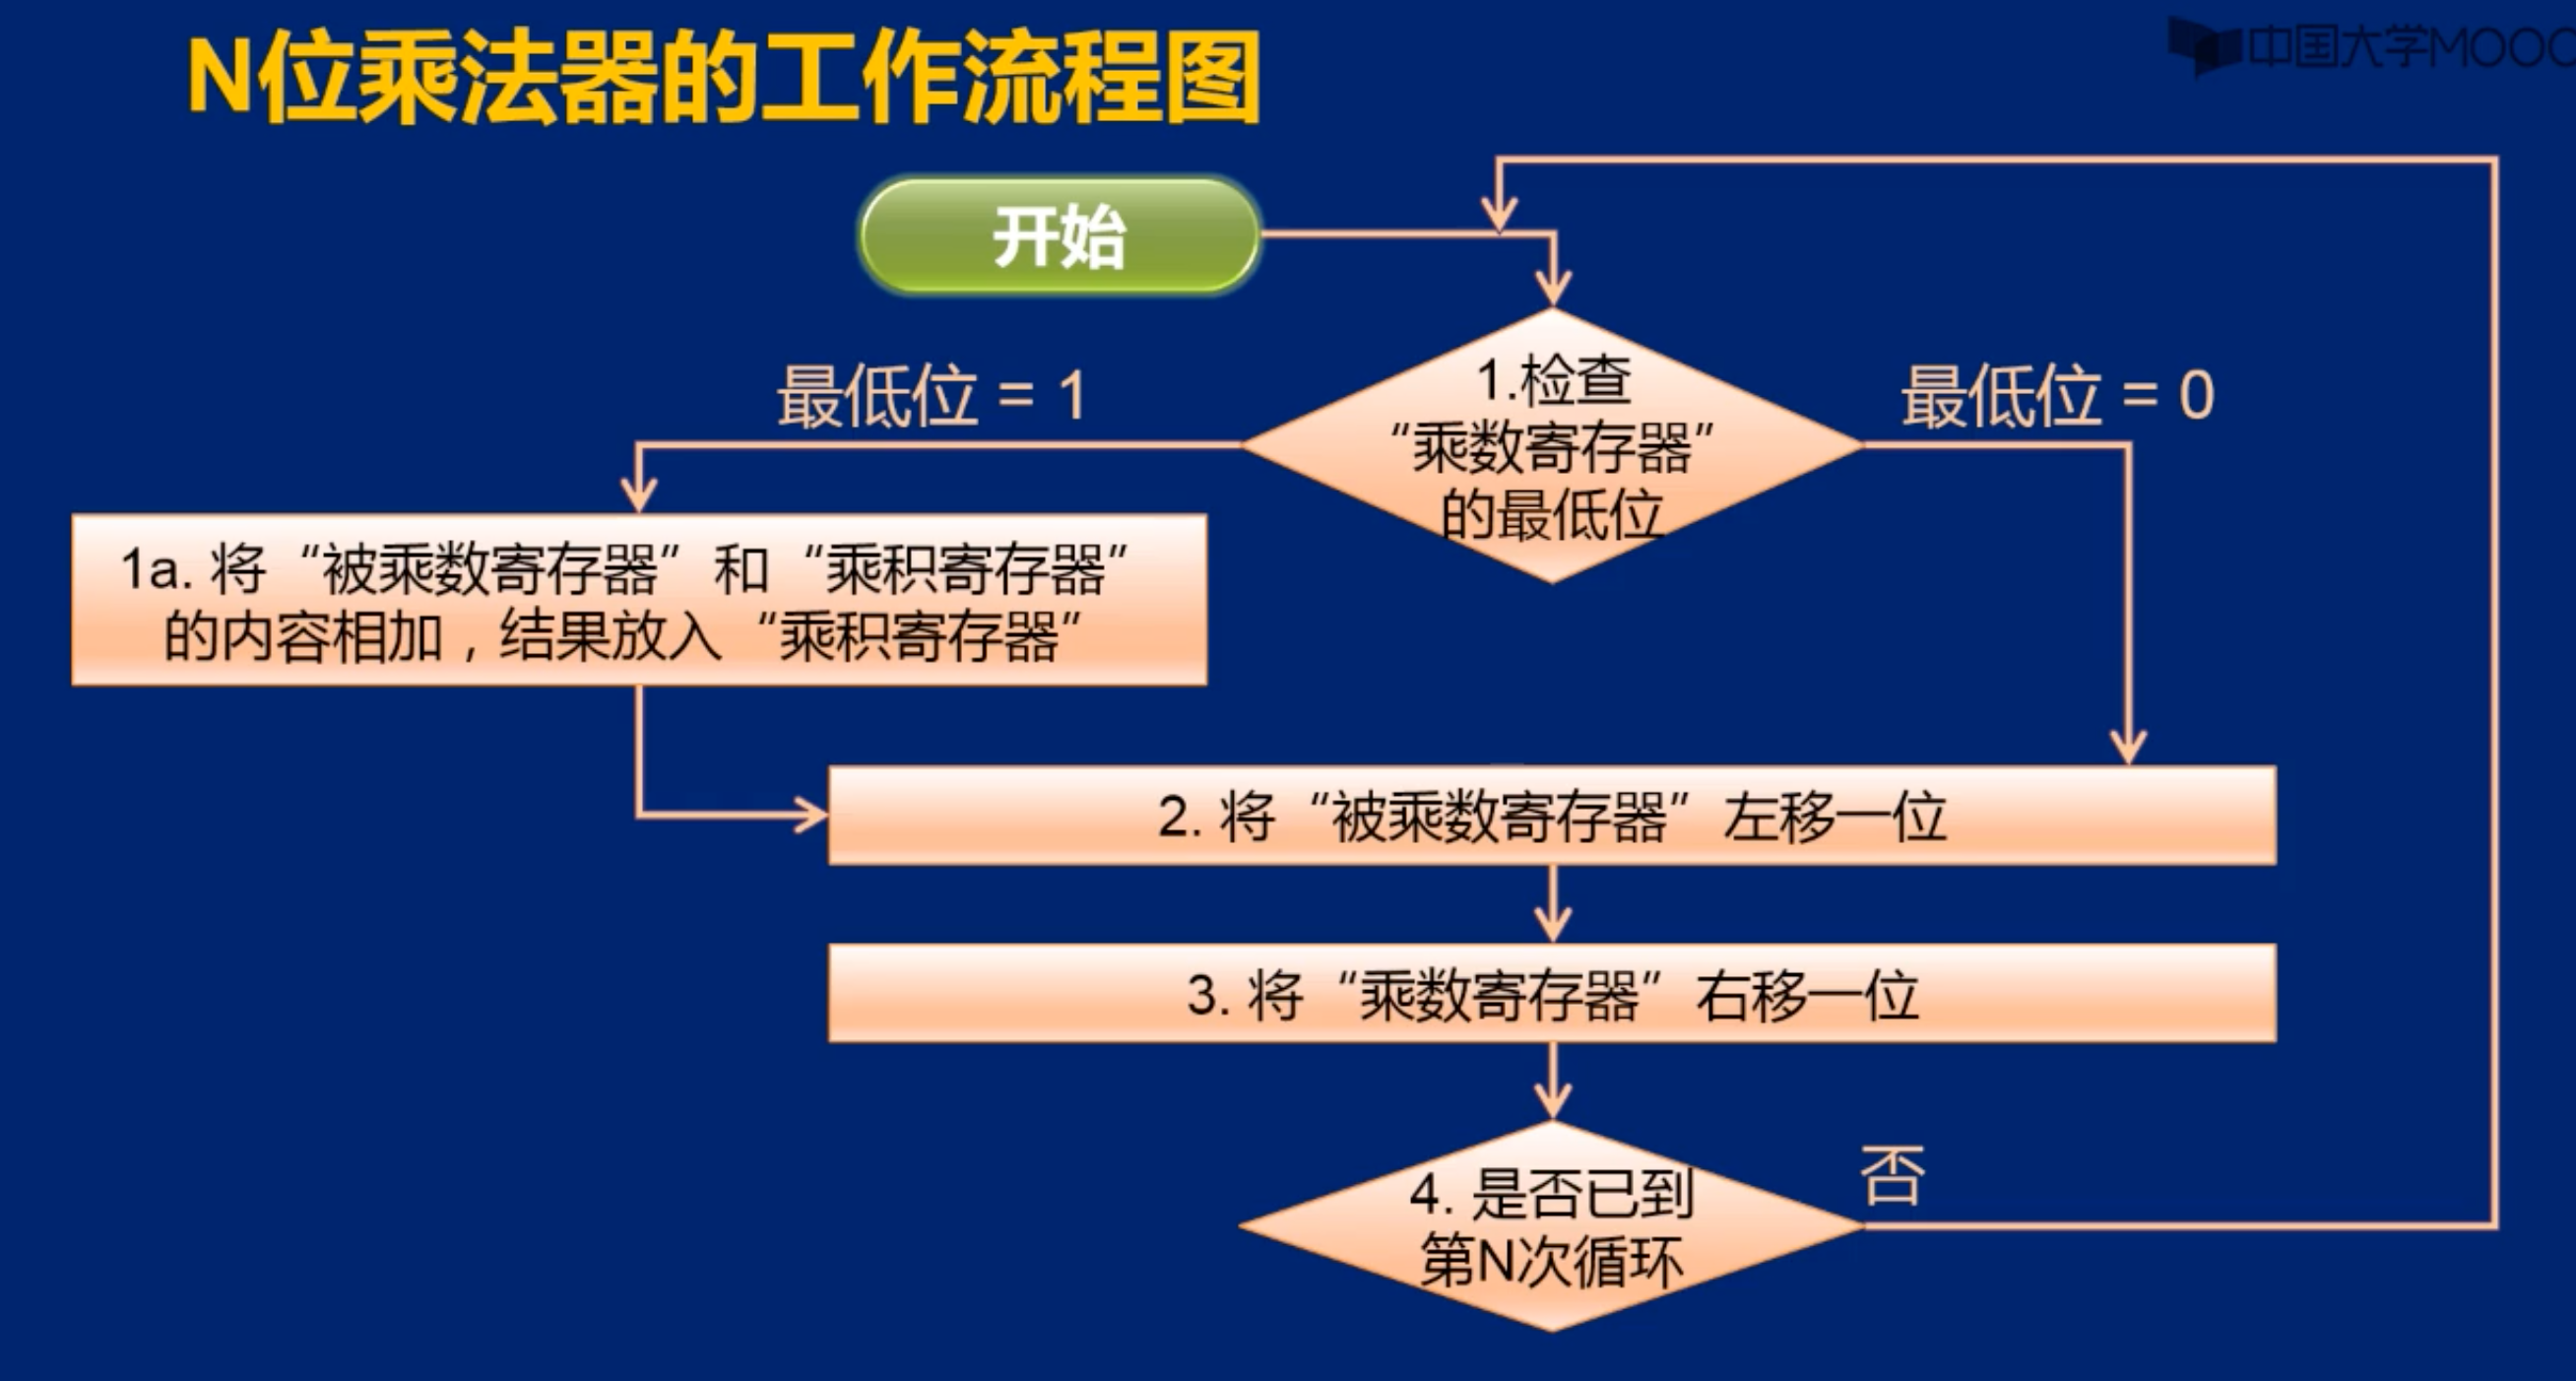 N位乘法器的工作流程图
中国大学MOOC
开始
最低位 = 1
1.检查
“乘数寄存器”
的最低位
最低位 = 0
1a. 将“被乘数寄存器”和“乘积寄存器”
的内容相加，结果放入“乘积寄存器”
2. 将“被乘数寄存器”左移一位
3. 将“乘数寄存器”右移一位
4. 是否已到
第N次循环
否